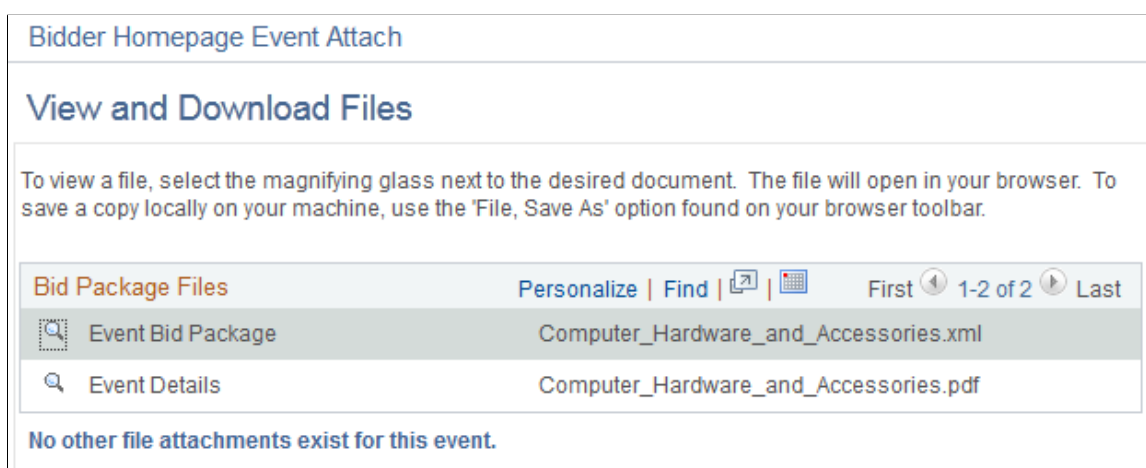 Bidder Homepage Event Attach
View and Download Files
To view a file, select the magnifying glass next to the desired document.  The file will open in your browser.  To
save a copy locally on your machine, use the 'File, Save As' option found on your browser toolbar.
Bid Package Files Personalize | Find | | First 1-2 of 2 Last
Event Bid Package Computer_Hardware_and_Accessories.xml
Event Details Computer_Hardware_and_Accessories.pdf
No other file attachments exist for this event.